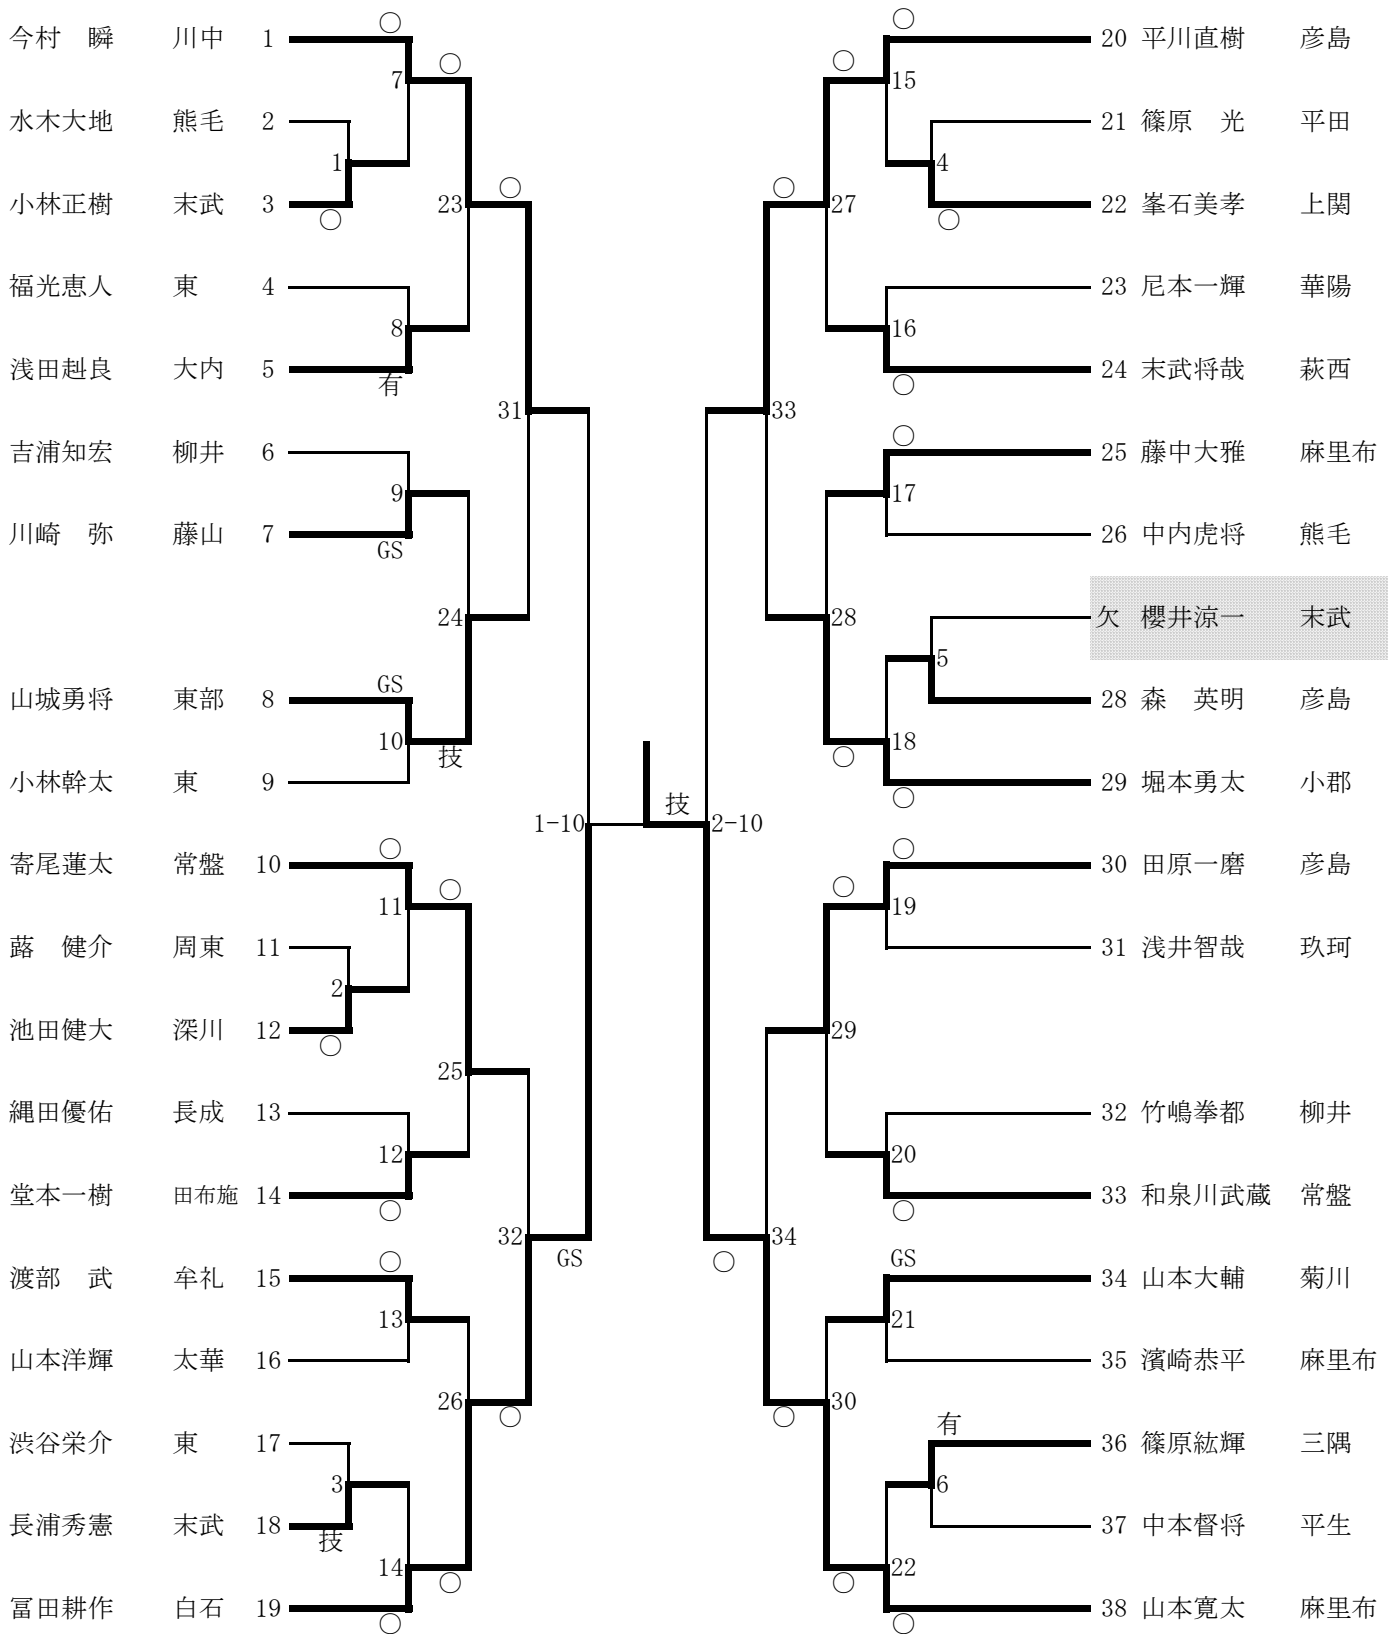 今村　瞬 川中 1
水木大地 熊毛 2
小林正樹 末武 3
福光恵人 東 4
浅田赳良 大内 5
吉浦知宏 柳井 6
川崎　弥 藤山 7
山城勇将 東部 8
小林幹太 東 9
寄尾蓮太 常盤 10
蕗　健介 周東 11
池田健大 深川 12
縄田優佑 長成 13
堂本一樹 田布施 14
渡部　武 牟礼 15
山本洋輝 太華 16
渋谷栄介 東 17
長浦秀憲 末武 18
冨田耕作 白石 19
○
7
○
1
○
23
○
8
有
31
9
GS
24
GS
10
技
1-10
○
11
○
2
○
25
12
○
32
GS
○
13
26
○
3
技
14
○
○
技
2-10
○
15
○
4
○
27
○
16
○
33
○
17
28
5
18
○
○
○
19
○
29
20
○
34
○
GS
21
30
○
有
6
22
○
○
20 平川直樹 彦島
21 篠原　光 平田
22 峯石美孝 上関
23 尼本一輝 華陽
24 末武将哉 萩西
25 藤中大雅 麻里布
26 中内虎将 熊毛
欠 櫻井涼一 末武
28 森　英明 彦島
29 堀本勇太 小郡
30 田原一磨 彦島
31 浅井智哉 玖珂
32 竹嶋拳都 柳井
33 和泉川武蔵 常盤
34 山本大輔 菊川
35 濱崎恭平 麻里布
36 篠原紘輝 三隅
37 中本督将 平生
38 山本寛太 麻里布